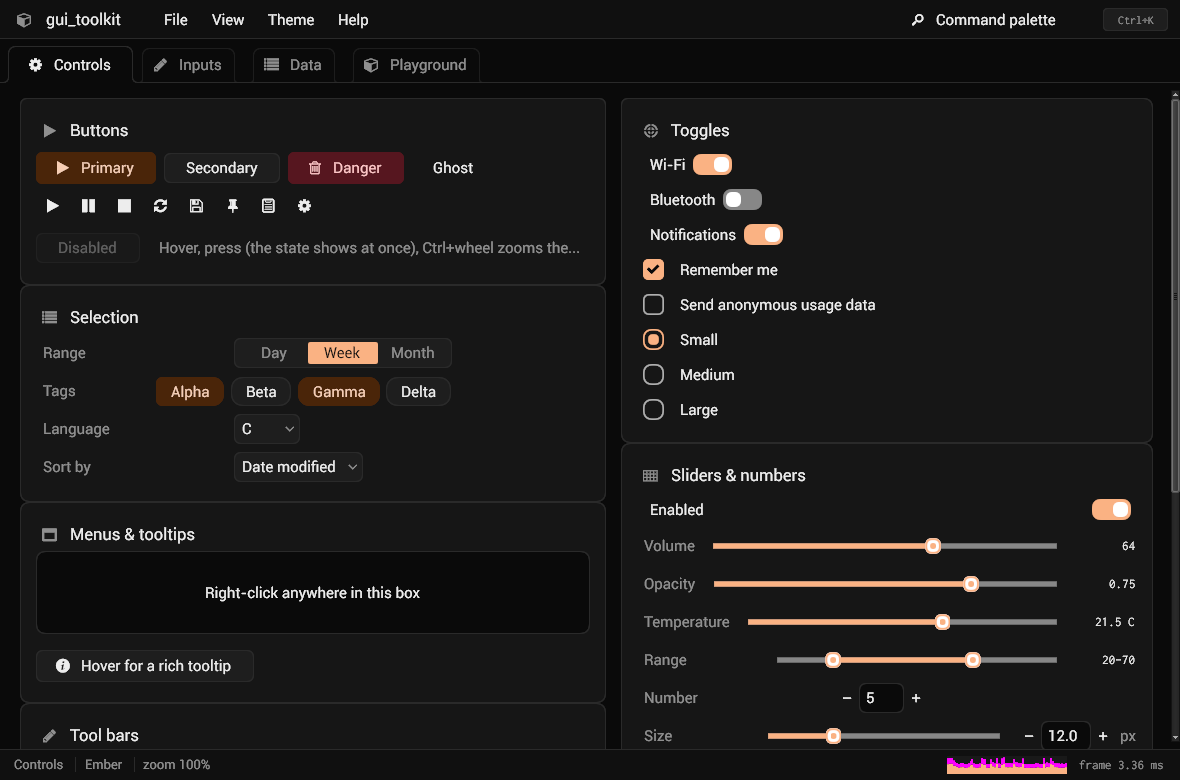 gui_toolkit File View Theme Help Command palette Ctrl+K
Controls Inputs Data Playground
Buttons
Primary Secondary Danger Ghost
Disabled Hover, press (the state shows at once), Ctrl+wheel zooms the...
Selection
Range Day Week Month
Tags Alpha Beta Gamma Delta
Language C
Sort by Date modified
Menus & tooltips
Right-click anywhere in this box
Hover for a rich tooltip
Tool bars
Toggles
Wi-Fi
Bluetooth
Notifications
Remember me
Send anonymous usage data
Small
Medium
Large
Sliders & numbers
Enabled
Volume 64
Opacity 0.75
Temperature 21.5 C
Range 20-70
Number − 5 +
Size − 12.0 + px
Controls Ember zoom 100% frame 3.36 ms